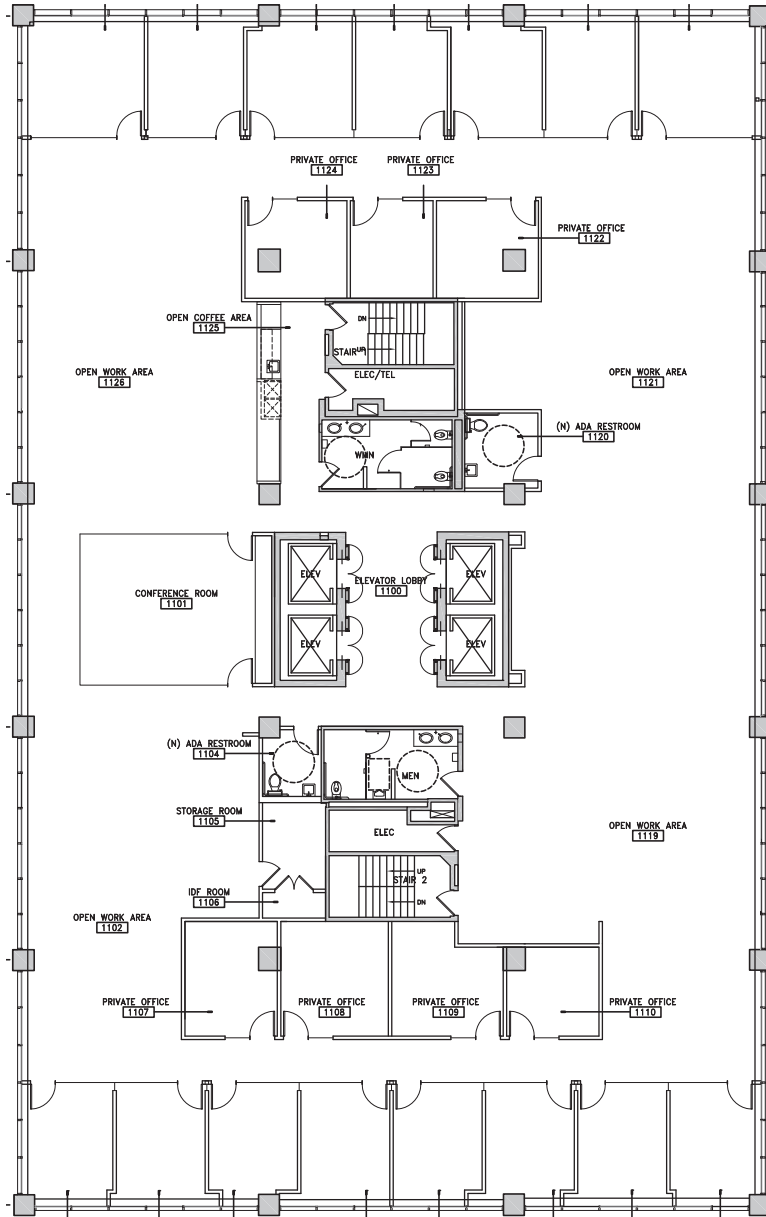 PRIVATE OFFICE
1124
PRIVATE OFFICE
1123
PRIVATE OFFICE
1122
OPEN COFFEE AREA
1125
DN
UP
STAIR 1
ELEC/TEL
OPEN WORK AREA
1126
OPEN WORK AREA
1121
(N) ADA RESTROOM
1120
WMN
ELEV
ELEV
ELEVATOR LOBBY
1100
CONFERENCE ROOM
1101
ELEV
ELEV
(N) ADA RESTROOM
1104
MEN
STORAGE ROOM
1105
ELEC
OPEN WORK AREA
1119
UP
STAIR 2
DN
IDF ROOM
1106
OPEN WORK AREA
1102
PRIVATE OFFICE
1107
PRIVATE OFFICE
1108
PRIVATE OFFICE
1109
PRIVATE OFFICE
1110